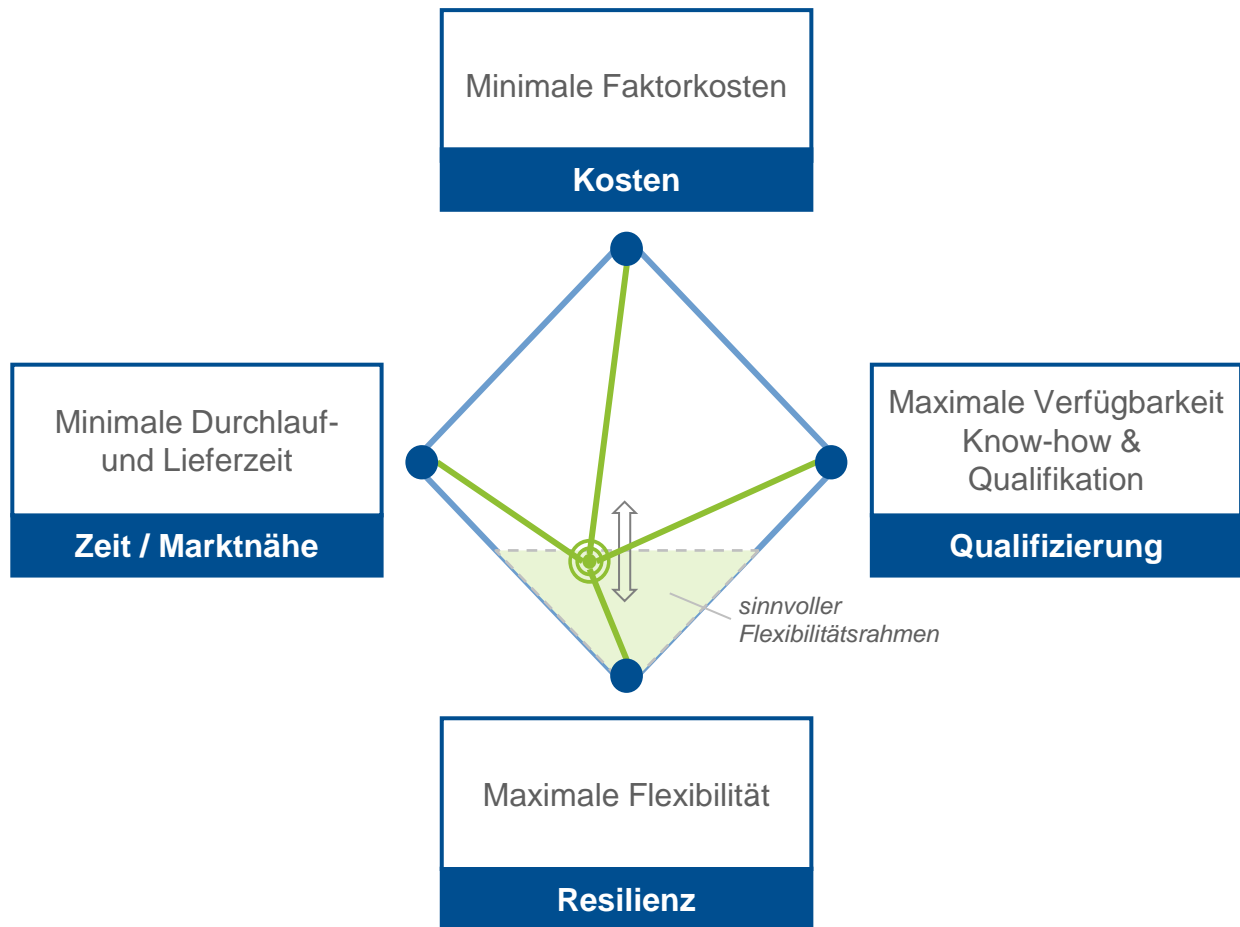 Minimale Faktorkosten
Kosten
Minimale Durchlauf-
und Lieferzeit
Zeit / Marktnähe
Maximale Verfügbarkeit
Know-how &
Qualifikation
Qualifizierung
sinnvoller
Flexibilitätsrahmen
Maximale Flexibilität
Resilienz